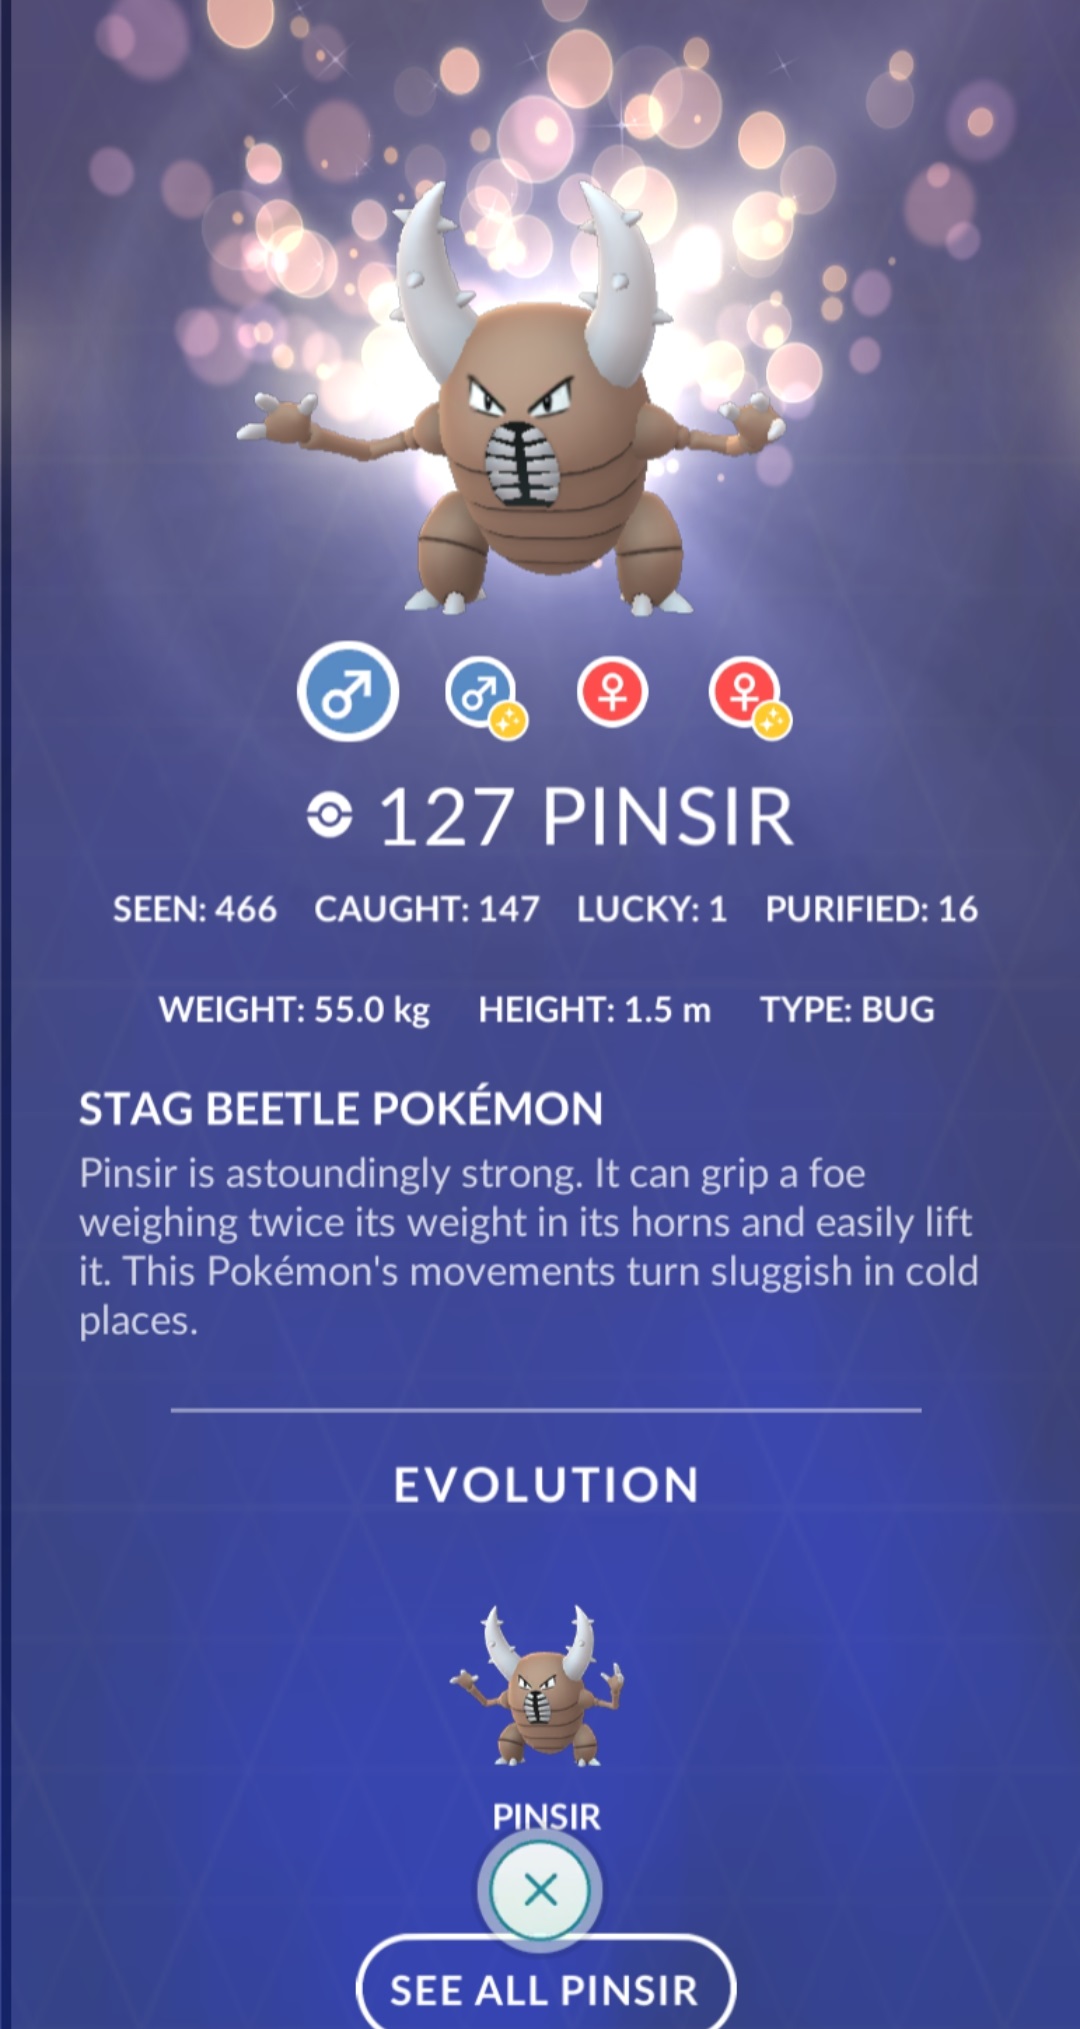 127 PINSIR
SEEN: 466 CAUGHT: 147 LUCKY: 1 PURIFIED: 16
WEIGHT: 55.0 kg HEIGHT: 1.5 m TYPE: BUG
STAG BEETLE POKÉMON
Pinsir is astoundingly strong. It can grip a foe
weighing twice its weight in its horns and easily lift
it. This Pokémon's movements turn sluggish in cold
places.
EVOLUTION
PINSIR
SEE ALL PINSIR